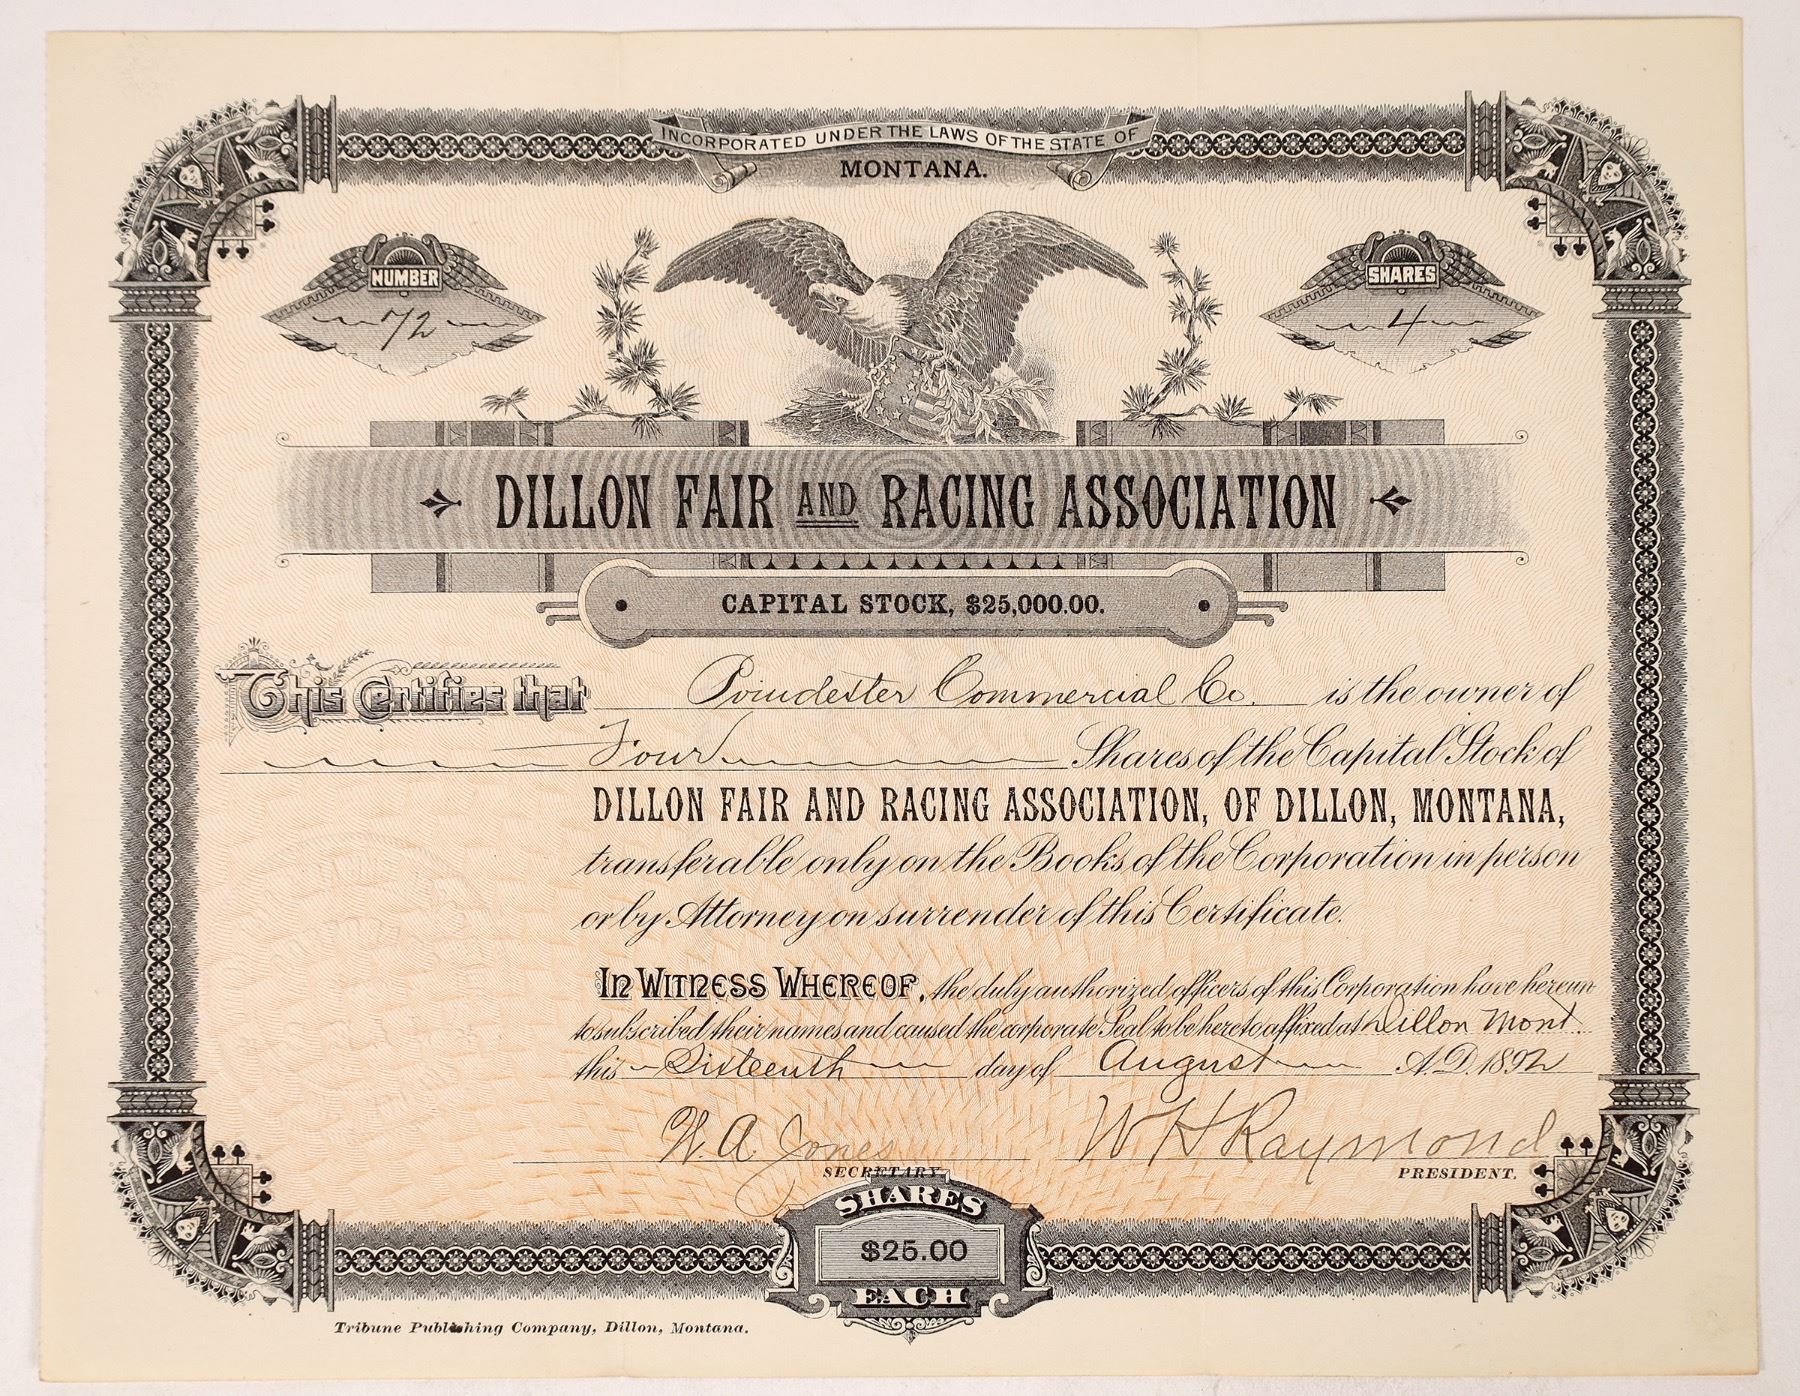 INCORPORATED UNDER THE LAWS OF THE STATE OF
MONTANA.
NUMBER
72
SHARES
4
DILLON FAIR AND RACING ASSOCIATION
CAPITAL STOCK, $25,000.00.
This Certifies that Poindexter Commercial Co. is the owner of
Four Shares of the Capital Stock of
DILLON FAIR AND RACING ASSOCIATION, OF DILLON, MONTANA,
transferable only on the Books of the Corporation in person
or by Attorney on surrender of this Certificate.
IN WITNESS WHEREOF, the duly authorized officers of this Corporation have hereun
to subscribed their names and caused the corporate Seal to be hereto affixed at Dillon Mont.
this Sixteenth day of August A.D. 1892
W. A. Jones W H Raymond
SECRETARY. PRESIDENT.
SHARES
$25.00
EACH
Tribune Publishing Company, Dillon, Montana.